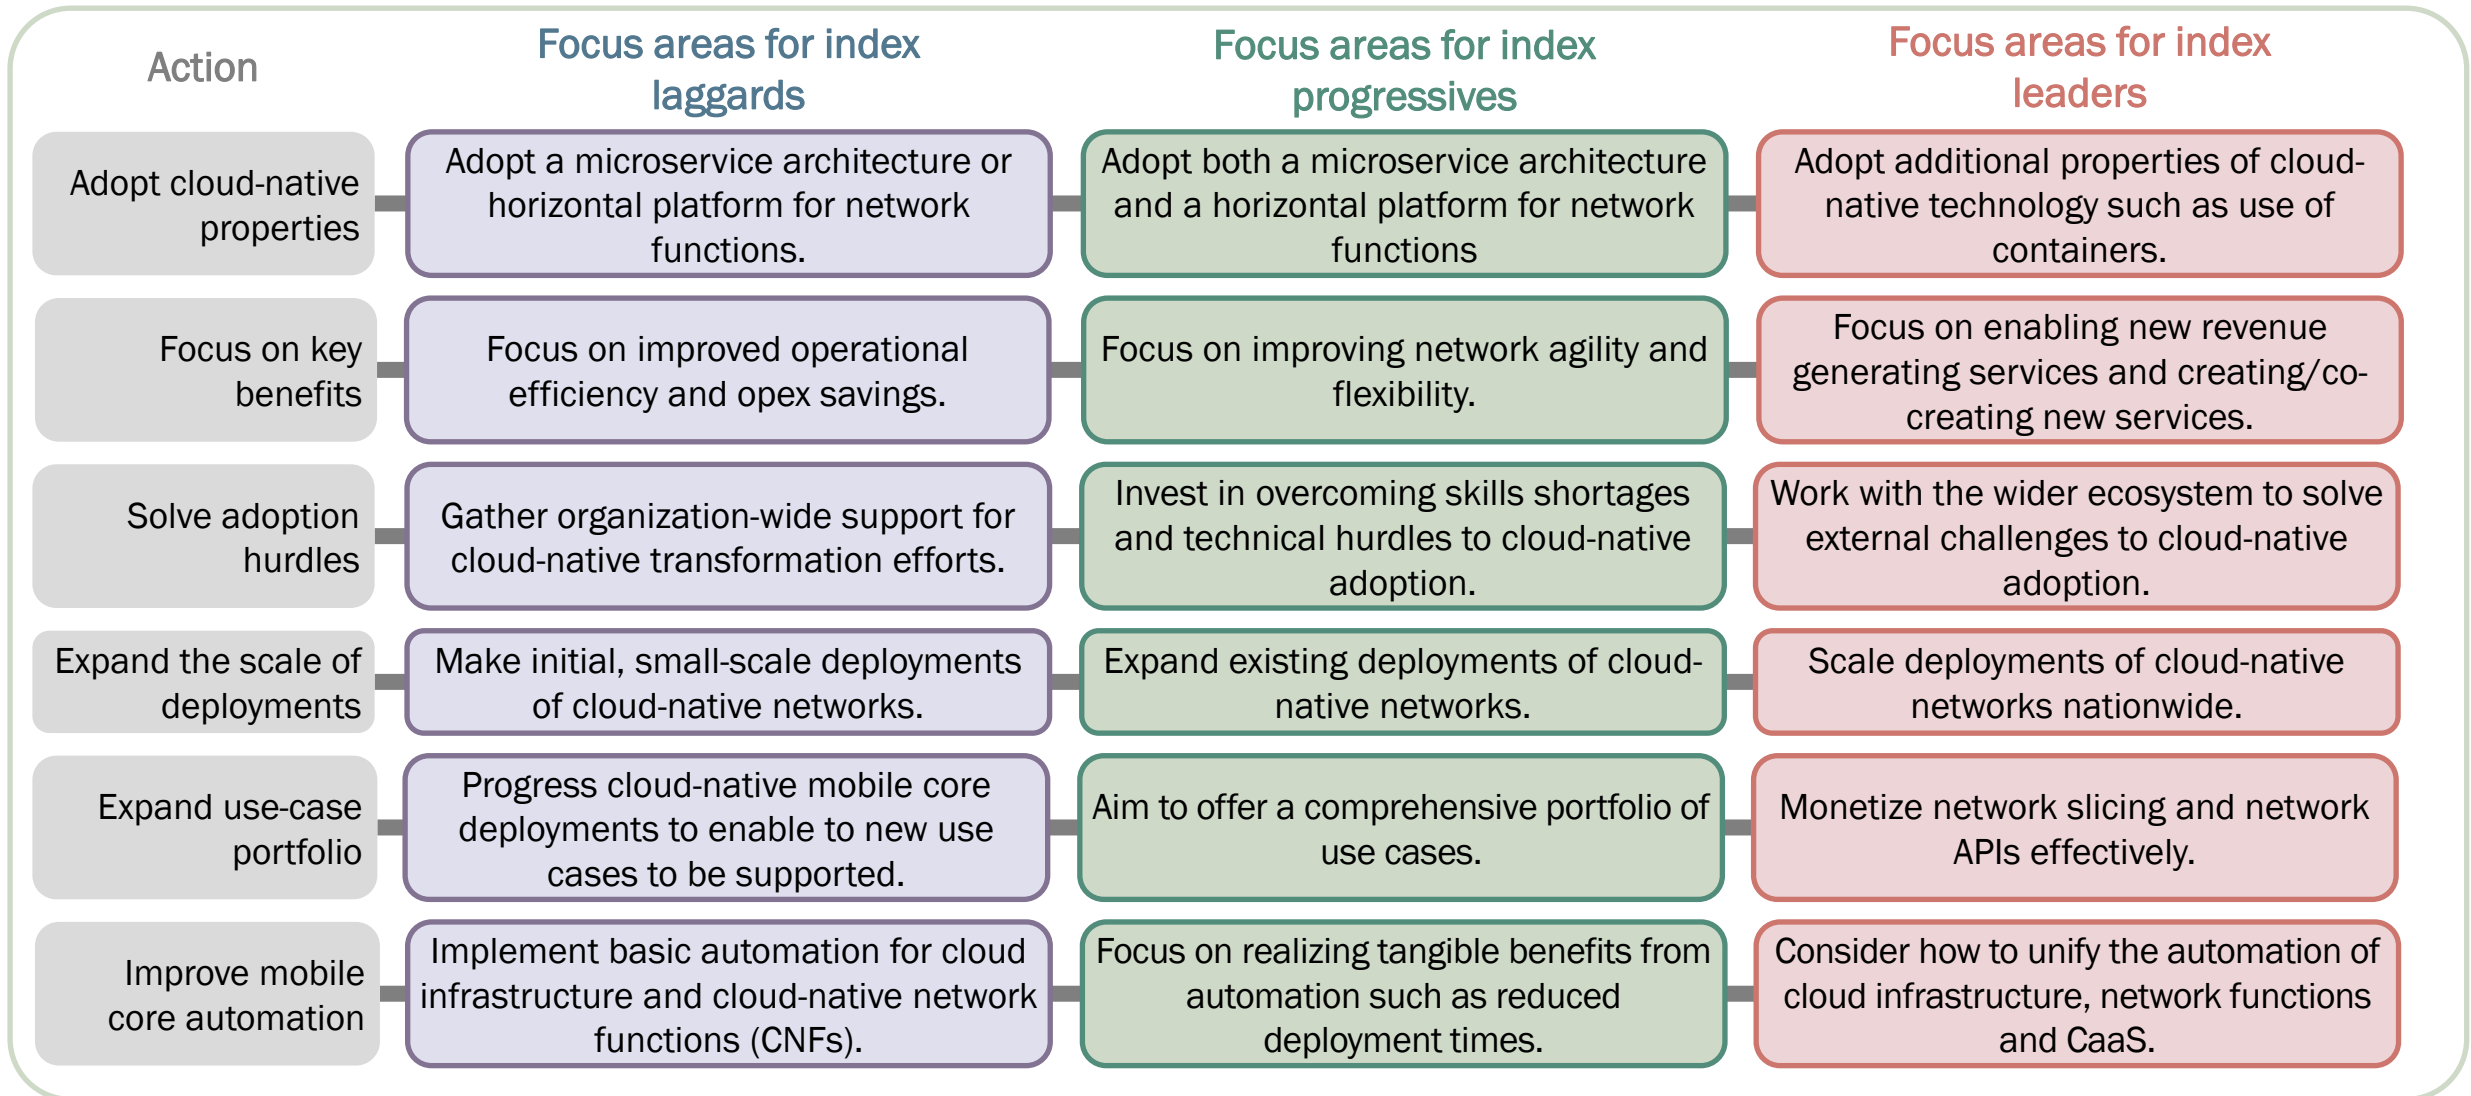 Action
Focus areas for index
laggards
Focus areas for index
progressives
Focus areas for index
leaders
Adopt cloud-native
properties
Adopt a microservice architecture or
horizontal platform for network
functions.
Adopt both a microservice architecture
and a horizontal platform for network
functions
Adopt additional properties of cloud-
native technology such as use of
containers.
Focus on key
benefits
Focus on improved operational
efficiency and opex savings.
Focus on improving network agility and
flexibility.
Focus on enabling new revenue
generating services and creating/co-
creating new services.
Solve adoption
hurdles
Gather organization-wide support for
cloud-native transformation efforts.
Invest in overcoming skills shortages
and technical hurdles to cloud-native
adoption.
Work with the wider ecosystem to solve
external challenges to cloud-native
adoption.
Expand the scale of
deployments
Make initial, small-scale deployments
of cloud-native networks.
Expand existing deployments of cloud-
native networks.
Scale deployments of cloud-native
networks nationwide.
Expand use-case
portfolio
Progress cloud-native mobile core
deployments to enable to new use
cases to be supported.
Aim to offer a comprehensive portfolio of
use cases.
Monetize network slicing and network
APIs effectively.
Improve mobile
core automation
Implement basic automation for cloud
infrastructure and cloud-native network
functions (CNFs).
Focus on realizing tangible benefits from
automation such as reduced
deployment times.
Consider how to unify the automation of
cloud infrastructure, network functions
and CaaS.